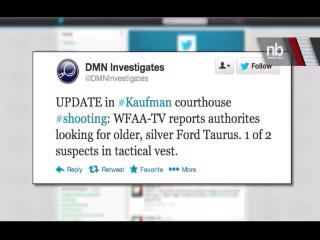 nb
DMN Investigates
@DMNInvestigates
Follow
UPDATE in #Kaufman courthouse
#shooting: WFAA-TV reports authorites
looking for older, silver Ford Taurus. 1 of 2
suspects in tactical vest.
Reply Retweet Favorite More